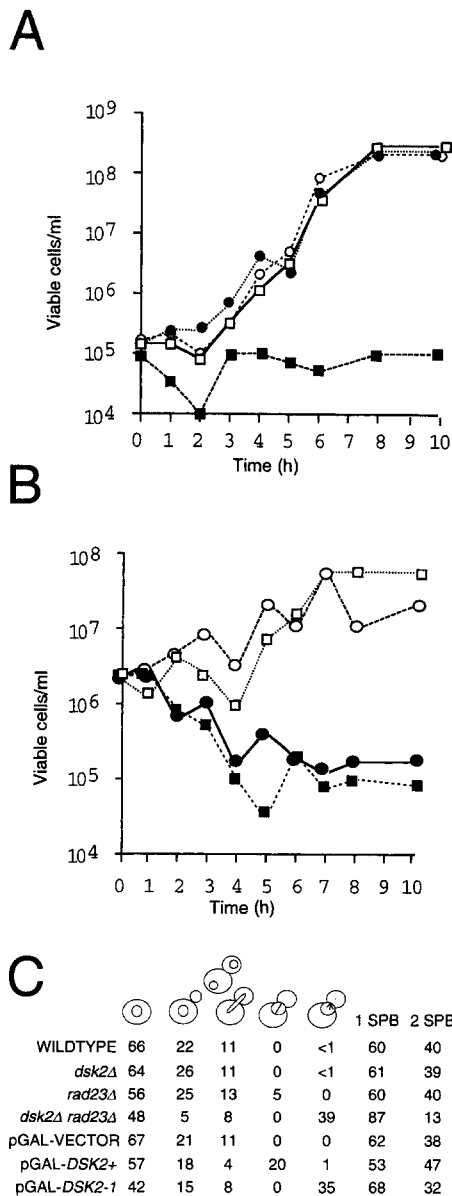 A
10⁹
10⁸
10⁷
10⁶
10⁵
10⁴
Viable cells/ml
0 1 2 3 4 5 6 7 8 9 10
Time (h)
B
10⁸
10⁷
10⁶
10⁵
10⁴
Viable cells/ml
0 1 2 3 4 5 6 7 8 9 10
Time (h)
C
1 SPB 2 SPB
WILDTYPE 66 22 11 0 <1 60 40
dsk2Δ 64 26 11 0 <1 61 39
rad23Δ 56 25 13 5 0 60 40
dsk2Δ rad23Δ 48 5 8 0 39 87 13
pGAL-VECTOR 67 21 11 0 0 62 38
pGAL-DSK2+ 57 18 4 20 1 53 47
pGAL-DSK2-1 42 15 8 0 35 68 32